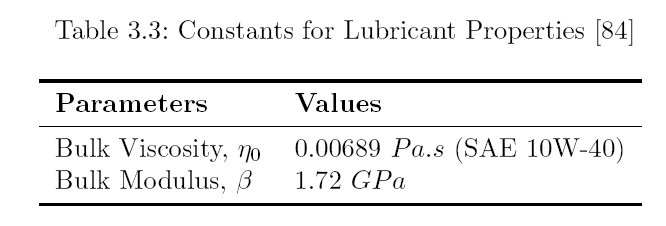 Table 3.3: Constants for Lubricant Properties [84]
Parameters Values
Bulk Viscosity, η₀ 0.00689 Pa.s (SAE 10W-40)
Bulk Modulus, β 1.72 GPa